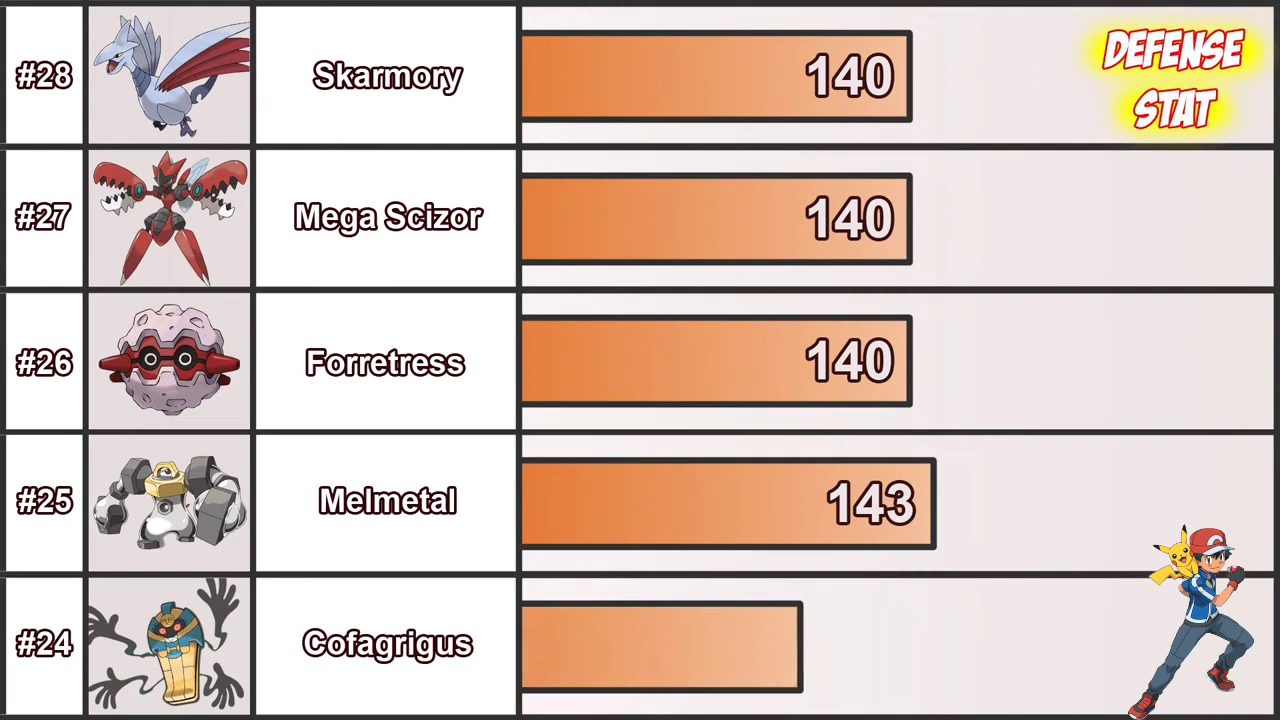 #28 Skarmory 140 DEFENSE
STAT
#27 Mega Scizor 140
#26 Forretress 140
#25 Melmetal 143
#24 Cofagrigus